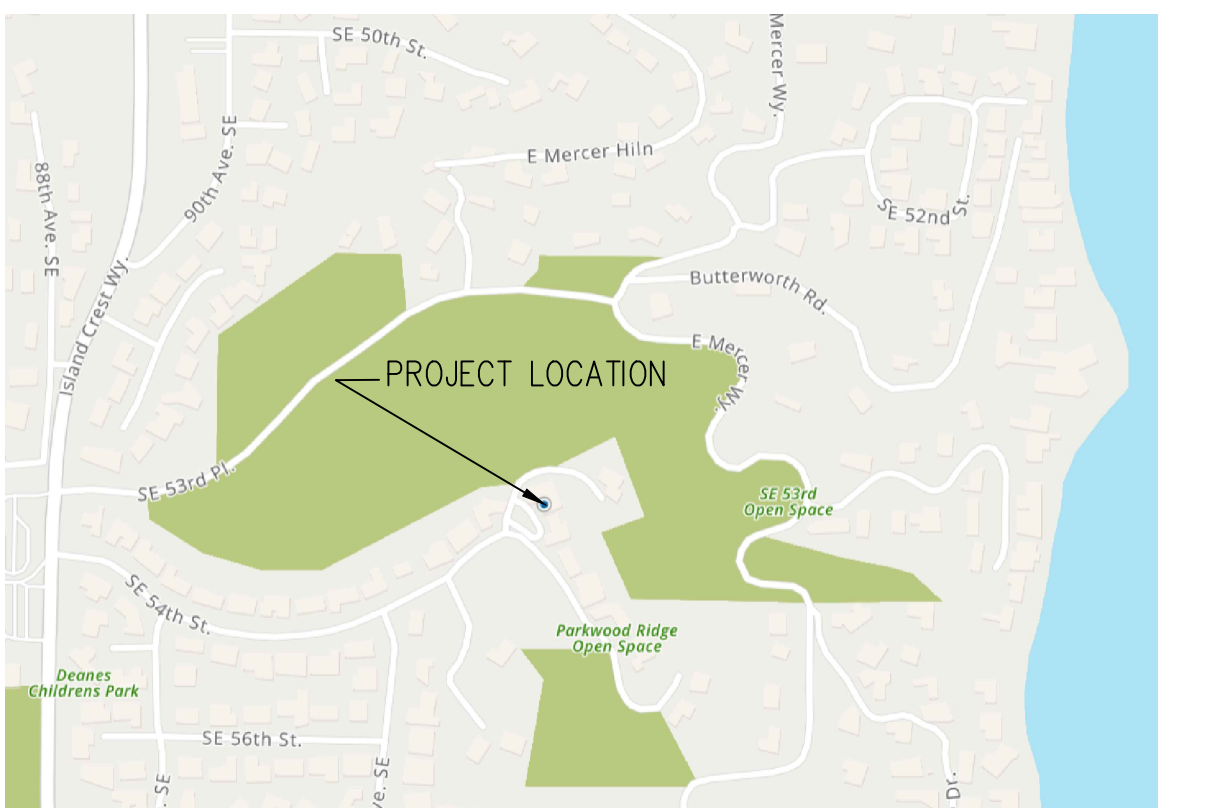 SE 50th St.
Mercer Wy.
E Mercer Hiln
90th Ave. SE
88th Ave. SE
SE 52nd St.
Island Crest Wy.
Butterworth Rd.
E Mercer Wy.
PROJECT LOCATION
SE 53rd Pl.
SE 53rd
Open Space
SE 54th St.
Parkwood Ridge
Open Space
Deanes
Childrens Park
SE 56th St.
. SE
ve. SE
Dr.